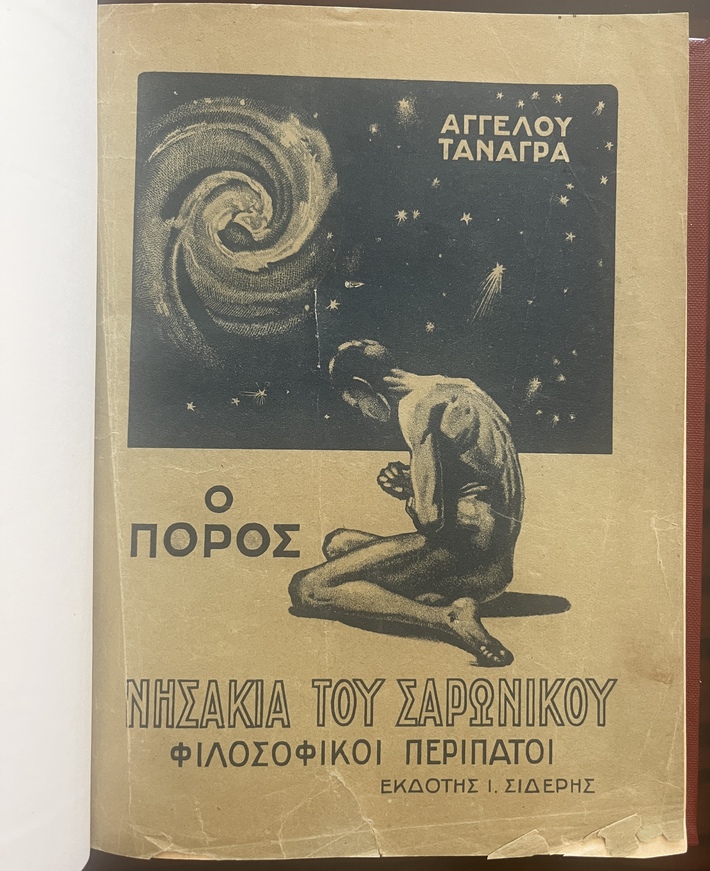 ΑΓΓΕΛΟΥ
ΤΑΝΑΓΡΑ
Ο
ΠΟΡΟΣ
ΝΗΣΑΚΙΑ ΤΟΥ ΣΑΡΩΝΙΚΟΥ
ΦΙΛΟΣΟΦΙΚΟΙ ΠΕΡΙΠΑΤΟΙ
ΕΚΔΟΤΗΣ Ι. ΣΙΔΕΡΗΣ